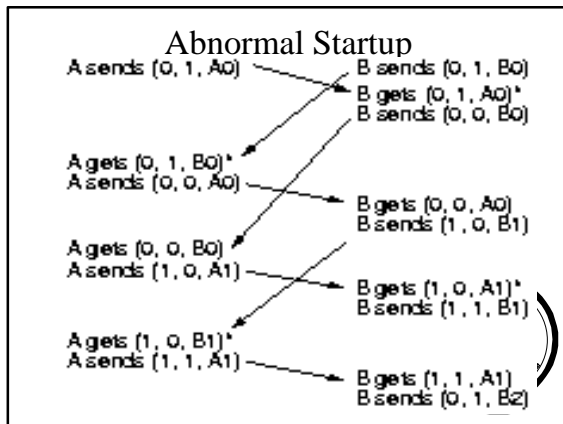 Abnormal Startup
A sends (0, 1, A0)
B sends (0, 1, B0)
B gets (0, 1, A0)*
B sends (0, 0, B0)
A gets (0, 1, B0)*
A sends (0, 0, A0)
B gets (0, 0, A0)
B sends (1, 0, B1)
A gets (0, 0, B0)
A sends (1, 0, A1)
B gets (1, 0, A1)*
B sends (1, 1, B1)
A gets (1, 0, B1)*
A sends (1, 1, A1)
B gets (1, 1, A1)
B sends (0, 1, B2)